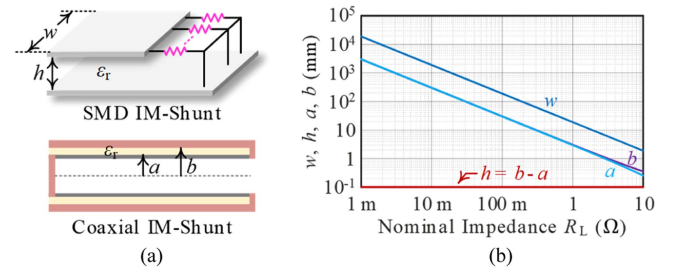 w
h
εr
SMD IM-Shunt
εr
a
b
Coaxial IM-Shunt
(a)
w, h, a, b (mm)
10^5
10^4
10^3
10^2
10
1
10^-1
w
b
a
h = b - a
1 m
10 m
100 m
1
10
Nominal Impedance RL (Ω)
(b)